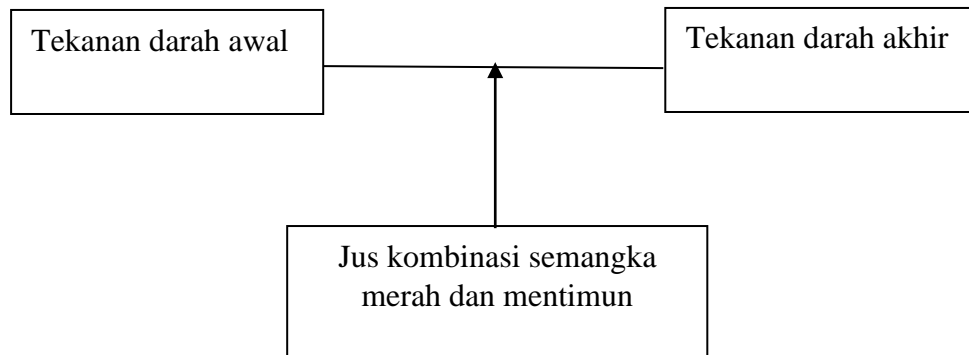 Tekanan darah awal
Tekanan darah akhir
Jus kombinasi semangka
merah dan mentimun